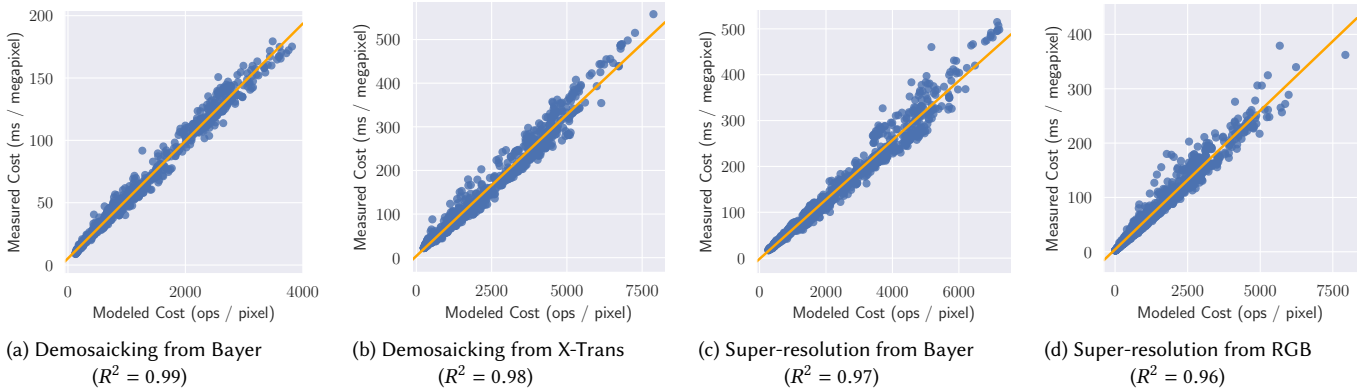 200
150
100
50
0
Measured Cost (ms / megapixel)
0 2000 4000
Modeled Cost (ops / pixel)
(a) Demosaicking from Bayer
(R² = 0.99)
500
400
300
200
100
0
Measured Cost (ms / megapixel)
0 2500 5000 7500
Modeled Cost (ops / pixel)
(b) Demosaicking from X-Trans
(R² = 0.98)
500
400
300
200
100
0
Measured Cost (ms / megapixel)
0 2000 4000 6000
Modeled Cost (ops / pixel)
(c) Super-resolution from Bayer
(R² = 0.97)
400
300
200
100
0
Measured Cost (ms / megapixel)
0 2500 5000 7500
Modeled Cost (ops / pixel)
(d) Super-resolution from RGB
(R² = 0.96)